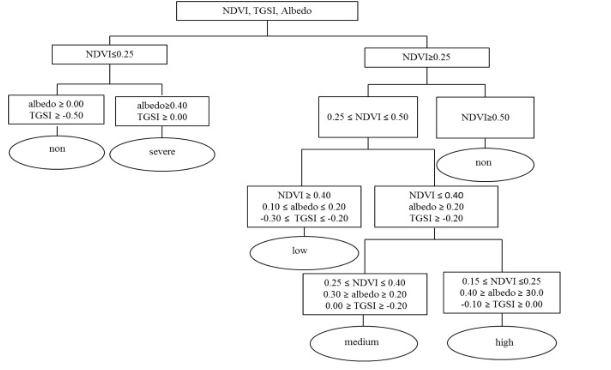 NDVI, TGSI, Albedo
NDVI≤0.25
NDVI≥0.25
albedo ≥ 0.00
TGSI ≥ -0.50
albedo≥0.40
TGSI ≥ 0.00
0.25 ≤ NDVI ≤ 0.50
NDVI≥0.50
non
severe
non
NDVI ≥ 0.40
0.10 ≤ albedo ≤ 0.20
-0.30 ≤ TGSI ≤ -0.20
NDVI ≤ 0.40
albedo ≥ 0.20
TGSI ≥ -0.20
low
0.25 ≤ NDVI ≤ 0.40
0.30 ≥ albedo ≥ 0.20
0.00 ≥ TGSI ≥ -0.20
0.15 ≤ NDVI ≤0.25
0.40 ≥ albedo ≥ 30.0
-0.10 ≥ TGSI ≥ 0.00
medium
high